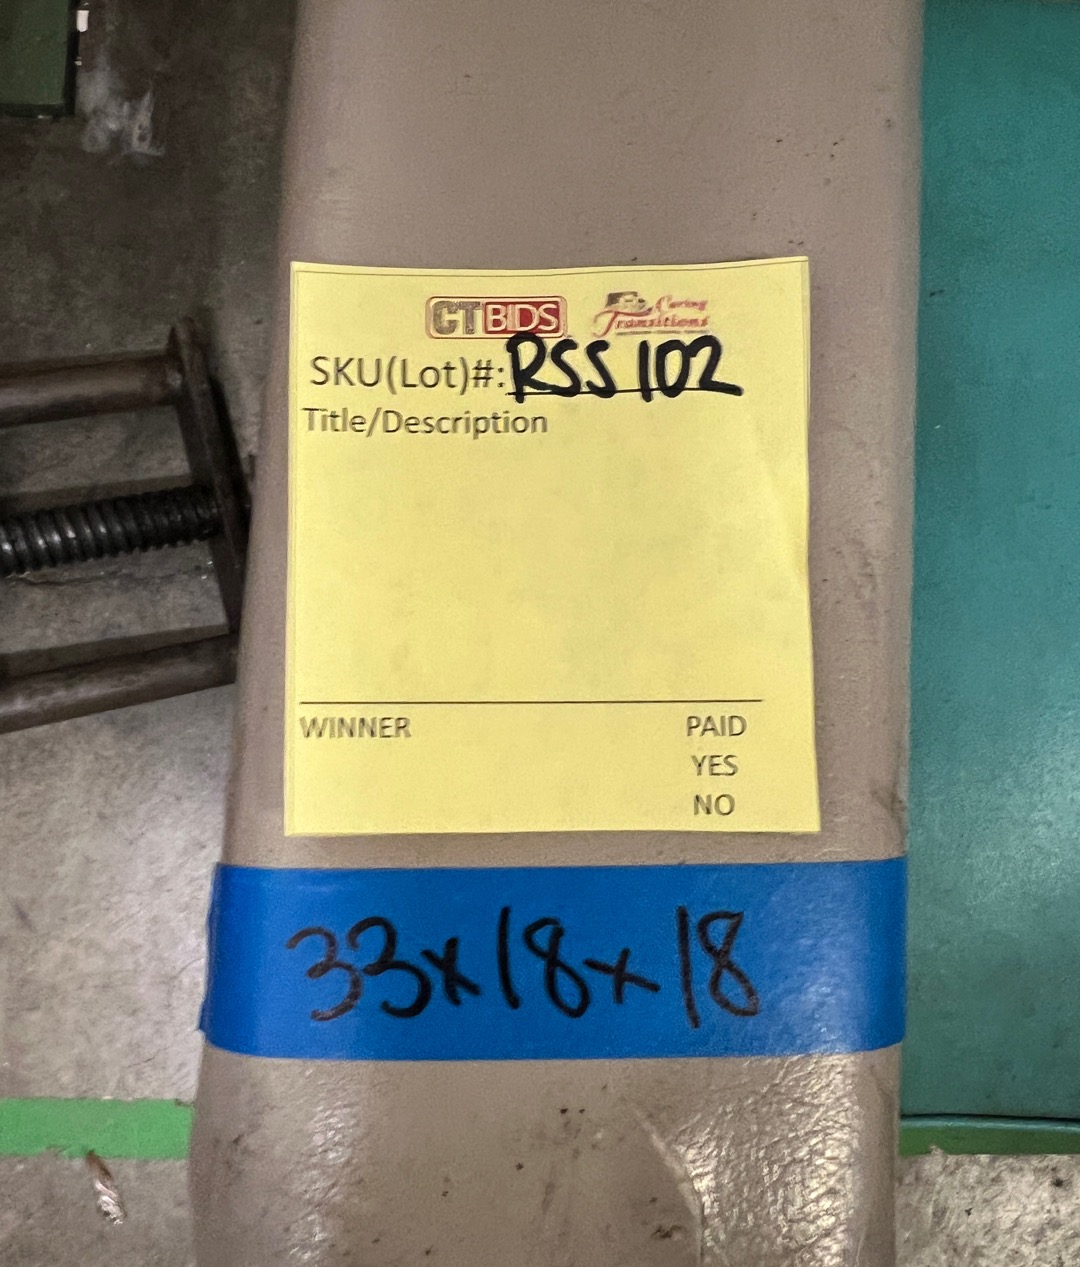 CTBIDS Caring Transitions
SKU(Lot)#: RSS 102
Title/Description
WINNER PAID
YES
NO
33x18x18